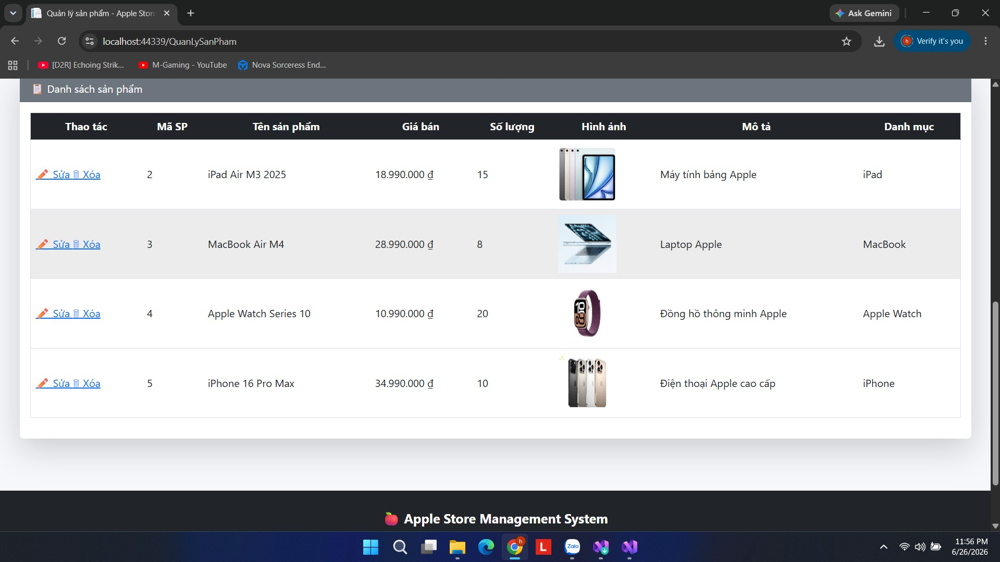 Quản lý sản phẩm - Apple Store
Ask Gemini
localhost:44339/QuanLySanPham
h
Verify it's you
[D2R] Echoing Strik...
M-Gaming - YouTube
Nova Sorceress End...
Danh sách sản phẩm
Thao tác Mã SP Tên sản phẩm Giá bán Số lượng Hình ảnh Mô tả Danh mục
Sửa Xóa 2 iPad Air M3 2025 18.990.000 ₫ 15 Máy tính bảng Apple iPad
Sửa Xóa 3 MacBook Air M4 28.990.000 ₫ 8 Laptop Apple MacBook
Sửa Xóa 4 Apple Watch Series 10 10.990.000 ₫ 20 Đồng hồ thông minh Apple Apple Watch
10
09
Sửa Xóa 5 iPhone 16 Pro Max 34.990.000 ₫ 10 Điện thoại Apple cao cấp iPhone
Apple Store Management System
h
L
Zalo
11:56 PM
6/26/2026